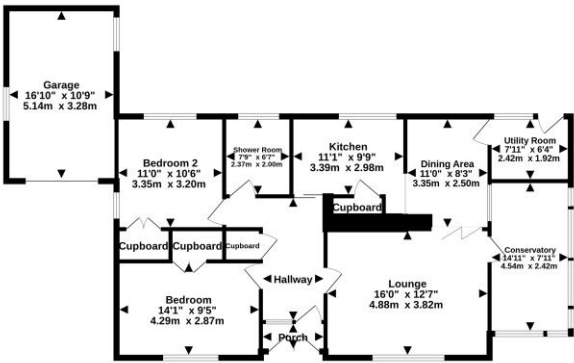 Garage
16'10" x 10'9"
5.14m x 3.28m
Bedroom 2
11'0" x 10'6"
3.35m x 3.20m
Shower Room
7'9" x 6'7"
2.37m x 2.00m
Kitchen
11'1" x 9'9"
3.39m x 2.98m
Dining Area
11'0" x 8'3"
3.35m x 2.50m
Utility Room
7'11" x 6'4"
2.42m x 1.92m
Cupboard
Cupboard
Cupboard
Cupboard
Conservatory
14'11" x 7'11"
4.54m x 2.42m
Hallway
Lounge
16'0" x 12'7"
4.88m x 3.82m
Bedroom
14'1" x 9'5"
4.29m x 2.87m
Porch